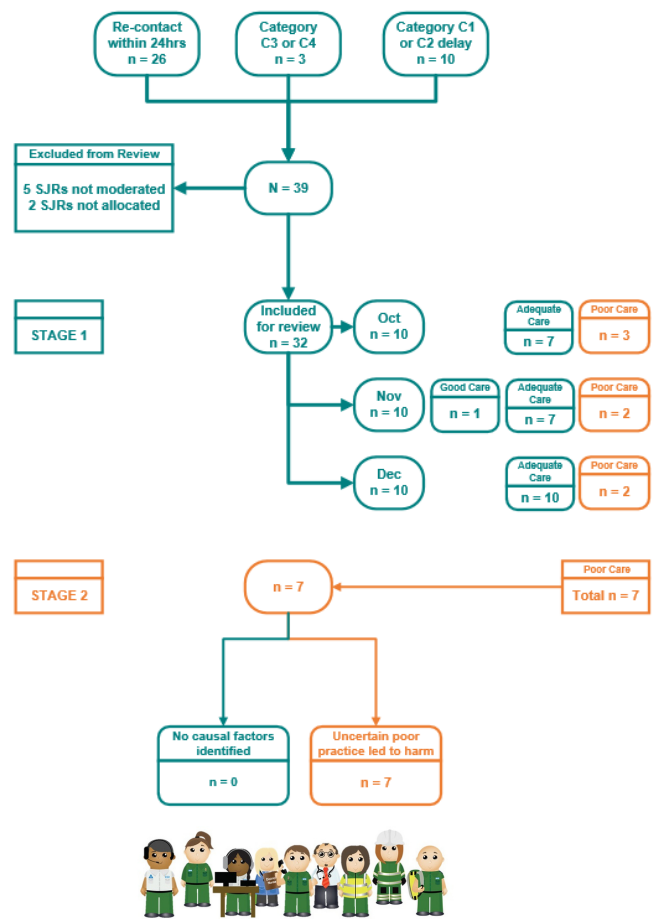 Re-contact
within 24hrs
n = 26
Category
C3 or C4
n = 3
Category C1
or C2 delay
n = 10
Excluded from Review
5 SJRs not moderated
2 SJRs not allocated
N = 39
STAGE 1
Included
for review
n = 32
Oct
n = 10
Adequate
Care
n = 7
Poor Care
n = 3
Nov
n = 10
Good Care
n = 1
Adequate
Care
n = 7
Poor Care
n = 2
Dec
n = 10
Adequate
Care
n = 10
Poor Care
n = 2
STAGE 2
n = 7
Poor Care
Total n = 7
No causal factors
identified
n = 0
Uncertain poor
practice led to harm
n = 7